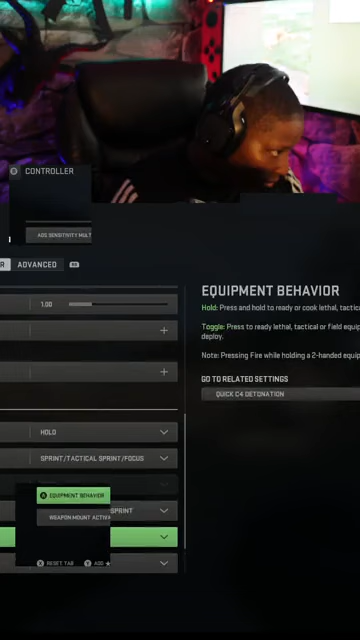 CONTROLLER
ADS SENSITIVITY MULT
R
ADVANCED
1.00
EQUIPMENT BEHAVIOR
Hold: Press and hold to ready or cook lethal, tactica
Toggle: Press to ready lethal, tactical or field equip
deploy.
Note: Pressing Fire while holding a 2-handed equip
GO TO RELATED SETTINGS
QUICK C4 DETONATION
HOLD
SPRINT/TACTICAL SPRINT/FOCUS
EQUIPMENT BEHAVIOR
SPRINT
WEAPON MOUNT ACTIVA
RESET TAB
Y ADD